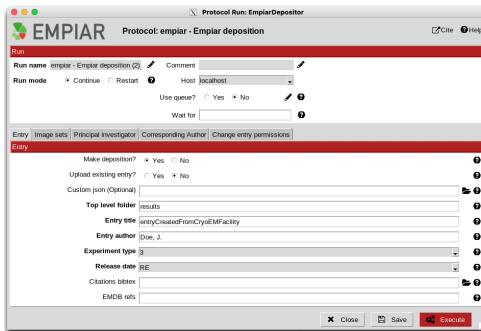 Protocol Run: EmpiarDepositor
EMPIAR Protocol: empiar - Empiar deposition Cite Help
Run
Run name empiar - Empiar deposition (2) Comment
Run mode Continue Restart Host localhost
Use queue? Yes No
Wait for
Entry Image sets Principal investigator Corresponding Author Change entry permissions
Entry
Make deposition? Yes No
Upload existing entry? Yes No
Custom json (Optional)
Top level folder results
Entry title entryCreatedFromCryoEMFacility
Entry author Doe, J.
Experiment type 3
Release date RE
Citations bibtex
EMDB refs
Close Save Execute